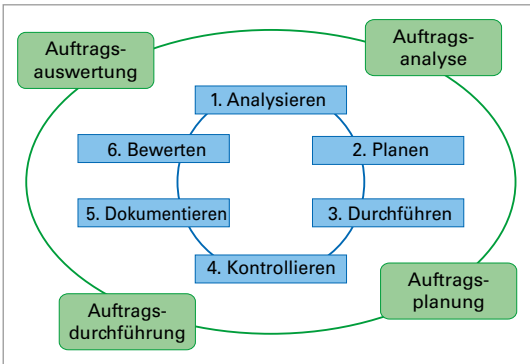 Auftrags-
auswertung
Auftrags-
analyse
1. Analysieren
6. Bewerten
2. Planen
5. Dokumentieren
3. Durchführen
4. Kontrollieren
Auftrags-
durchführung
Auftrags-
planung